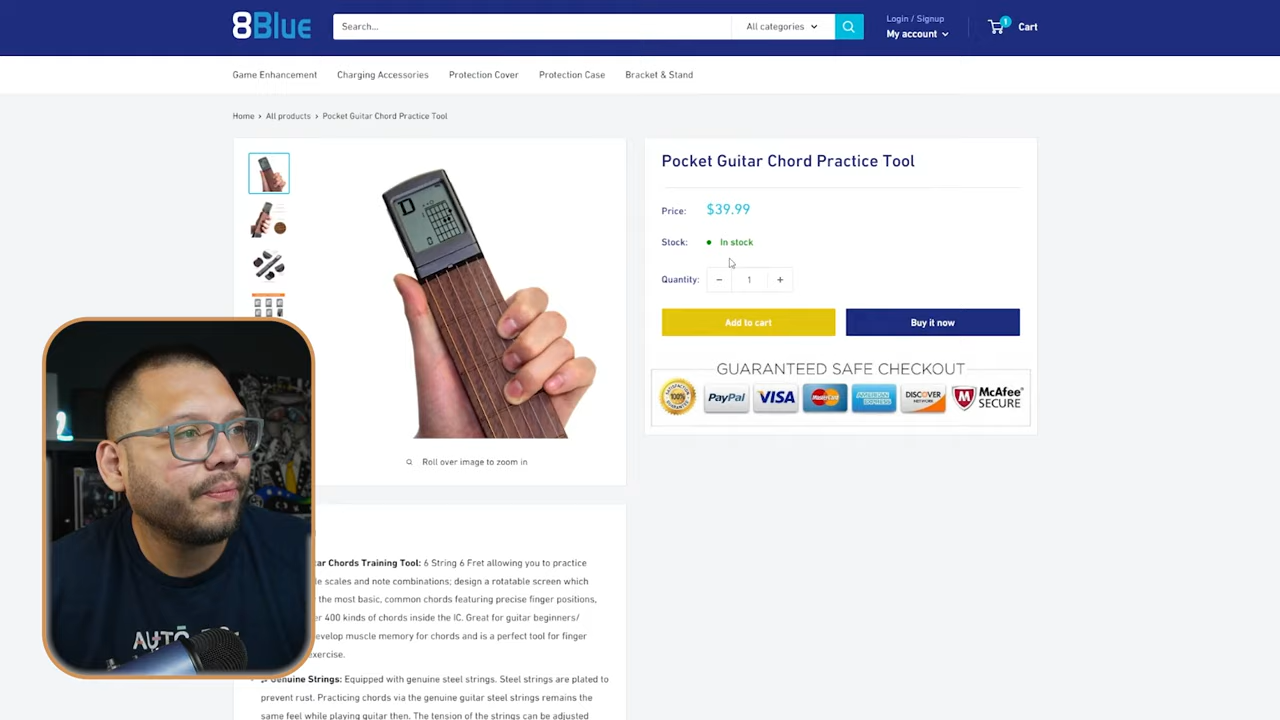 8Blue
Search...
All categories
Login / Signup
My account
1
Cart
Game Enhancement
Charging Accessories
Protection Cover
Protection Case
Bracket & Stand
Home > All products > Pocket Guitar Chord Practice Tool
Pocket Guitar Chord Practice Tool
Price: $39.99
Stock: In stock
Quantity: − 1 +
Add to cart
Buy it now
GUARANTEED SAFE CHECKOUT
100%
PayPal
VISA
MasterCard
AMERICAN EXPRESS
DISCOVER NETWORK
McAfee SECURE
D
Roll over image to zoom in
Chords Training Tool: 6 String 6 Fret allowing you to practice
scales and note combinations; design a rotatable screen which
the most basic, common chords featuring precise finger positions,
400 kinds of chords inside the IC. Great for guitar beginners/
muscle memory for chords and is a perfect tool for finger
exercise.
Genuine Strings: Equipped with genuine steel strings. Steel strings are plated to
prevent rust. Practicing chords via the genuine guitar steel strings remains the
same feel while playing guitar then. The tension of the strings can be adjusted